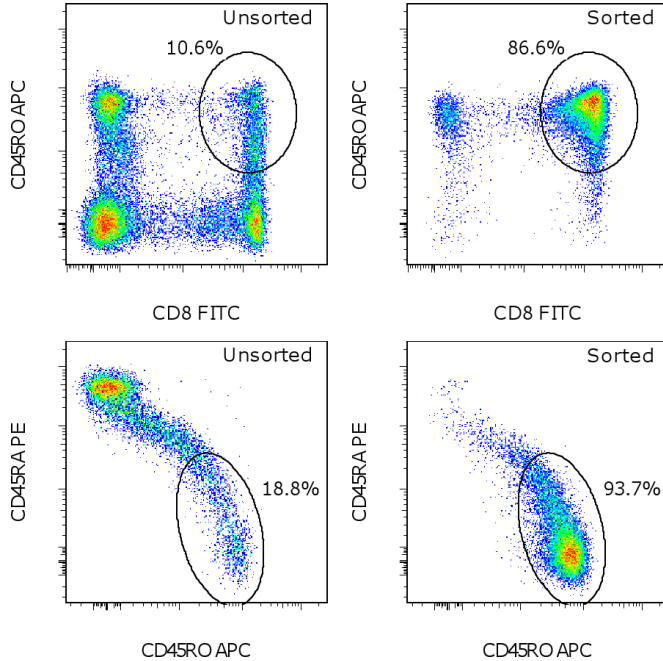 Unsorted
10.6%
CD45RO APC
CD8 FITC
Sorted
86.6%
CD45RO APC
CD8 FITC
Unsorted
18.8%
CD45RA PE
CD45RO APC
Sorted
93.7%
CD45RA PE
CD45RO APC